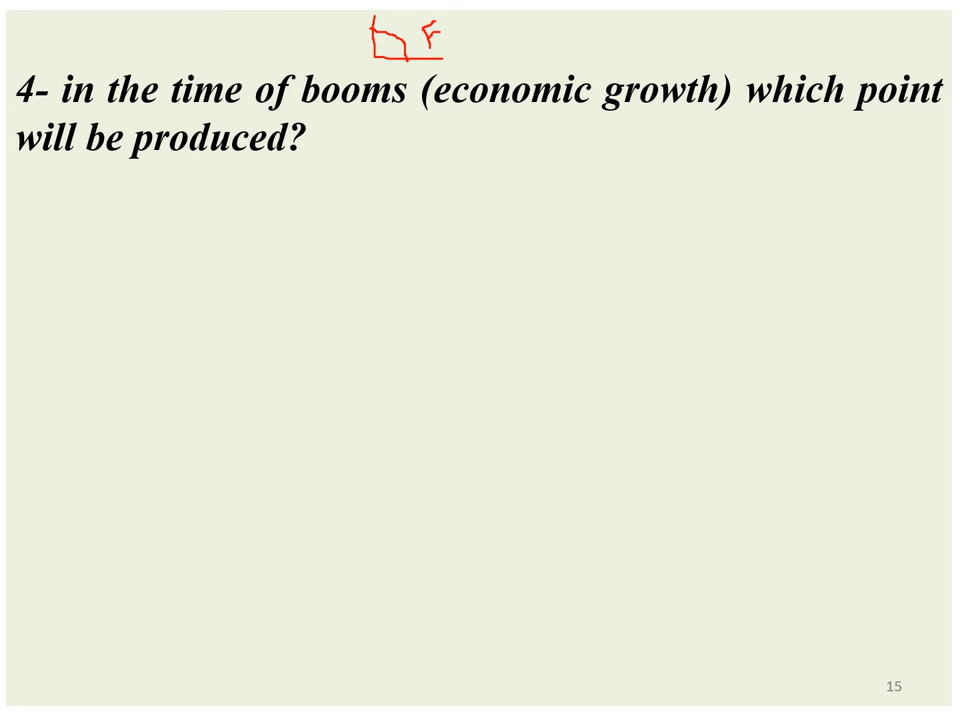 F
4- in the time of booms (economic growth) which point
will be produced?
15